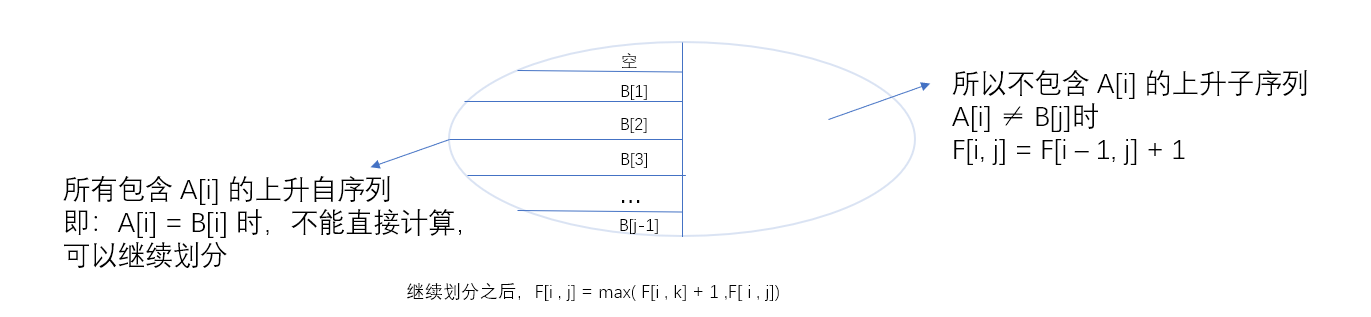 空
B[1]
B[2]
B[3]
...
B[j-1]
所有包含 A[i] 的上升自序列
即：A[i] = B[i] 时，不能直接计算，
可以继续划分
所以不包含 A[i] 的上升子序列
A[i] ≠ B[j]时
F[i, j] = F[i – 1, j] + 1
继续划分之后，F[i , j] = max( F[i , k] + 1 ,F[ i , j])